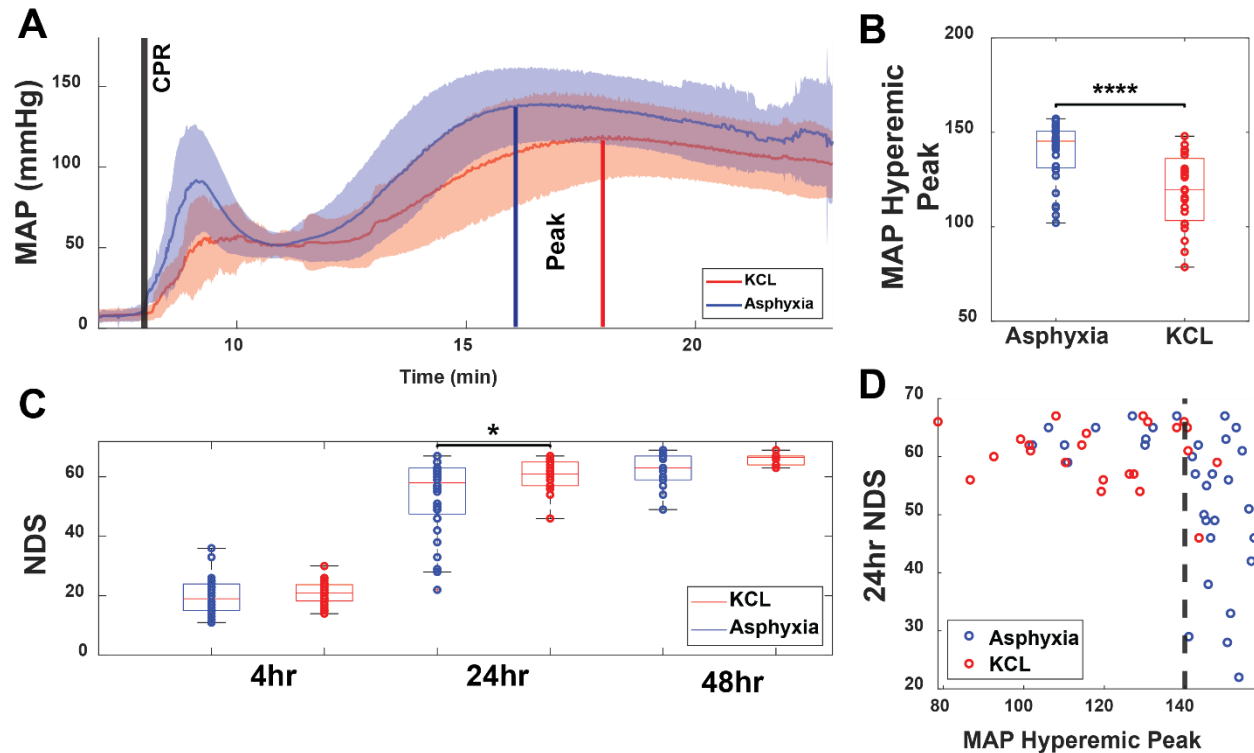 A
MAP (mmHg)
150
100
50
0
CPR
Peak
KCL
Asphyxia
10
15
20
Time (min)
B
MAP Hyperemic
Peak
200
150
100
50
****
Asphyxia
KCL
C
NDS
60
40
20
0
*
KCL
Asphyxia
4hr
24hr
48hr
D
24hr NDS
70
60
50
40
30
20
Asphyxia
KCL
80
100
120
140
MAP Hyperemic Peak